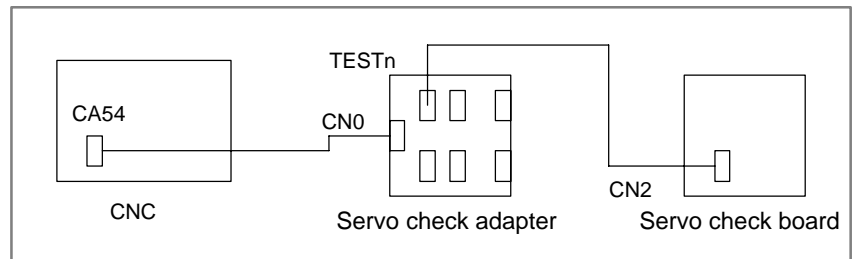 TESTn
CA54
CN0
CN2
CNC
Servo check adapter
Servo check board